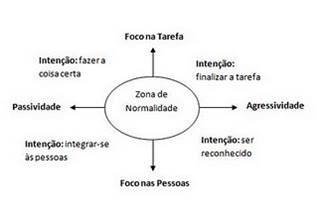 Foco na Tarefa
Intenção: fazer a
coisa certa
Intenção:
finalizar a tarefa
Zona de
Normalidade
Passividade
Agressividade
Intenção: integrar-se
às pessoas
Intenção: ser
reconhecido
Foco nas Pessoas